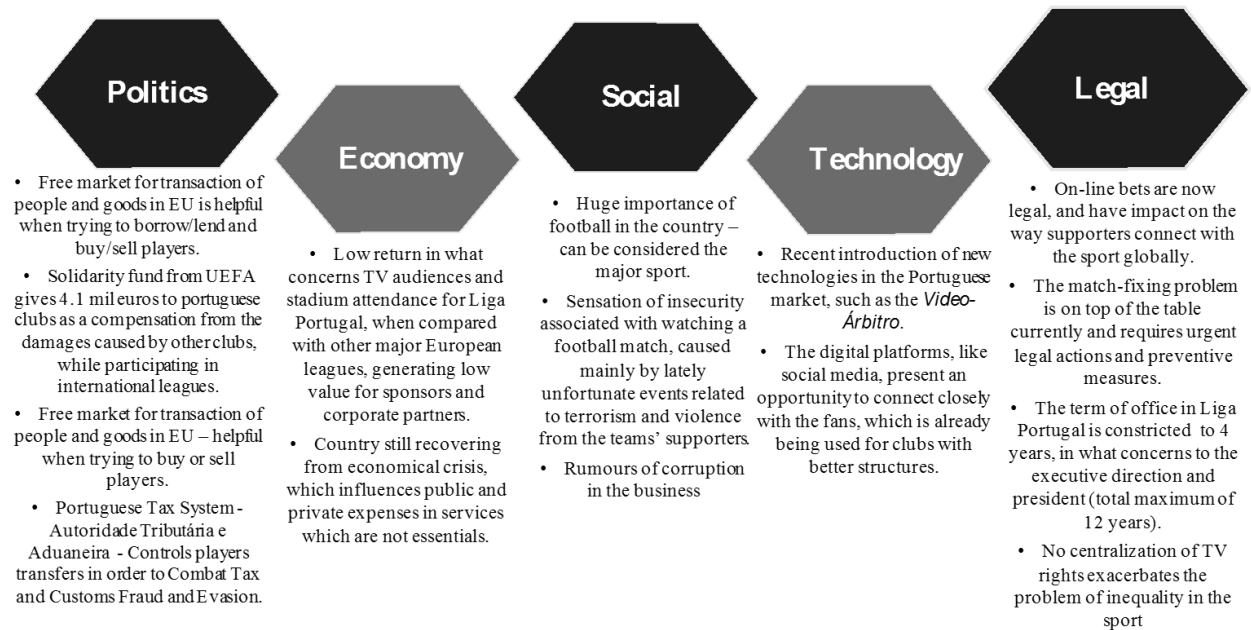 Politics
• Free market for transaction of
people and goods in EU is helpful
when trying to borrow/lend and
buy/sell players.
• Solidarity fund from UEFA
gives 4.1 mil euros to portuguese
clubs as a compensation from the
damages caused by other clubs,
while participating in
international leagues.
• Free market for transaction of
people and goods in EU – helpful
when trying to buy or sell
players.
• Portuguese Tax System -
Autoridade Tributária e
Aduaneira - Controls players
transfers in order to Combat Tax
and Customs Fraud and Evasion.
Economy
• Low return in what
concerns TV audiences and
stadium attendance for Liga
Portugal, when compared
with other major European
leagues, generating low
value for sponsors and
corporate partners.
• Country still recovering
from economical crisis,
which influences public and
private expenses in services
which are not essentials.
Social
• Huge importance of
football in the country –
can be considered the
major sport.
• Sensation of insecurity
associated with watching a
football match, caused
mainly by lately
unfortunate events related
to terrorism and violence
from the teams' supporters.
• Rumours of corruption
in the business
Technology
• Recent introduction of new
technologies in the Portuguese
market, such as the Video-
Árbitro.
• The digital platforms, like
social media, present an
opportunity to connect closely
with the fans, which is already
being used for clubs with
better structures.
Legal
• On-line bets are now
legal, and have impact on the
way supporters connect with
the sport globally.
• The match-fixing problem
is on top of the table
currently and requires urgent
legal actions and preventive
measures.
• The term of office in Liga
Portugal is constricted to 4
years, in what concerns to the
executive direction and
president (total maximum of
12 years).
• No centralization of TV
rights exacerbates the
problem of inequality in the
sport